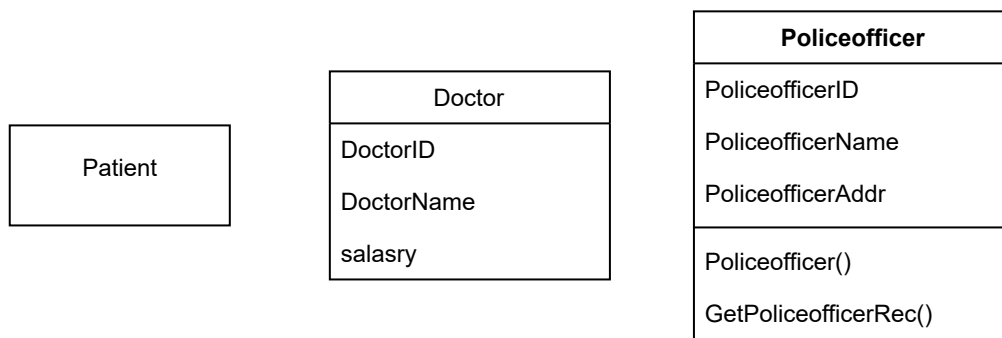 Patient
Doctor
DoctorID
DoctorName
salasry
Policeofficer
PoliceofficerID
PoliceofficerName
PoliceofficerAddr
Policeofficer()
GetPoliceofficerRec()